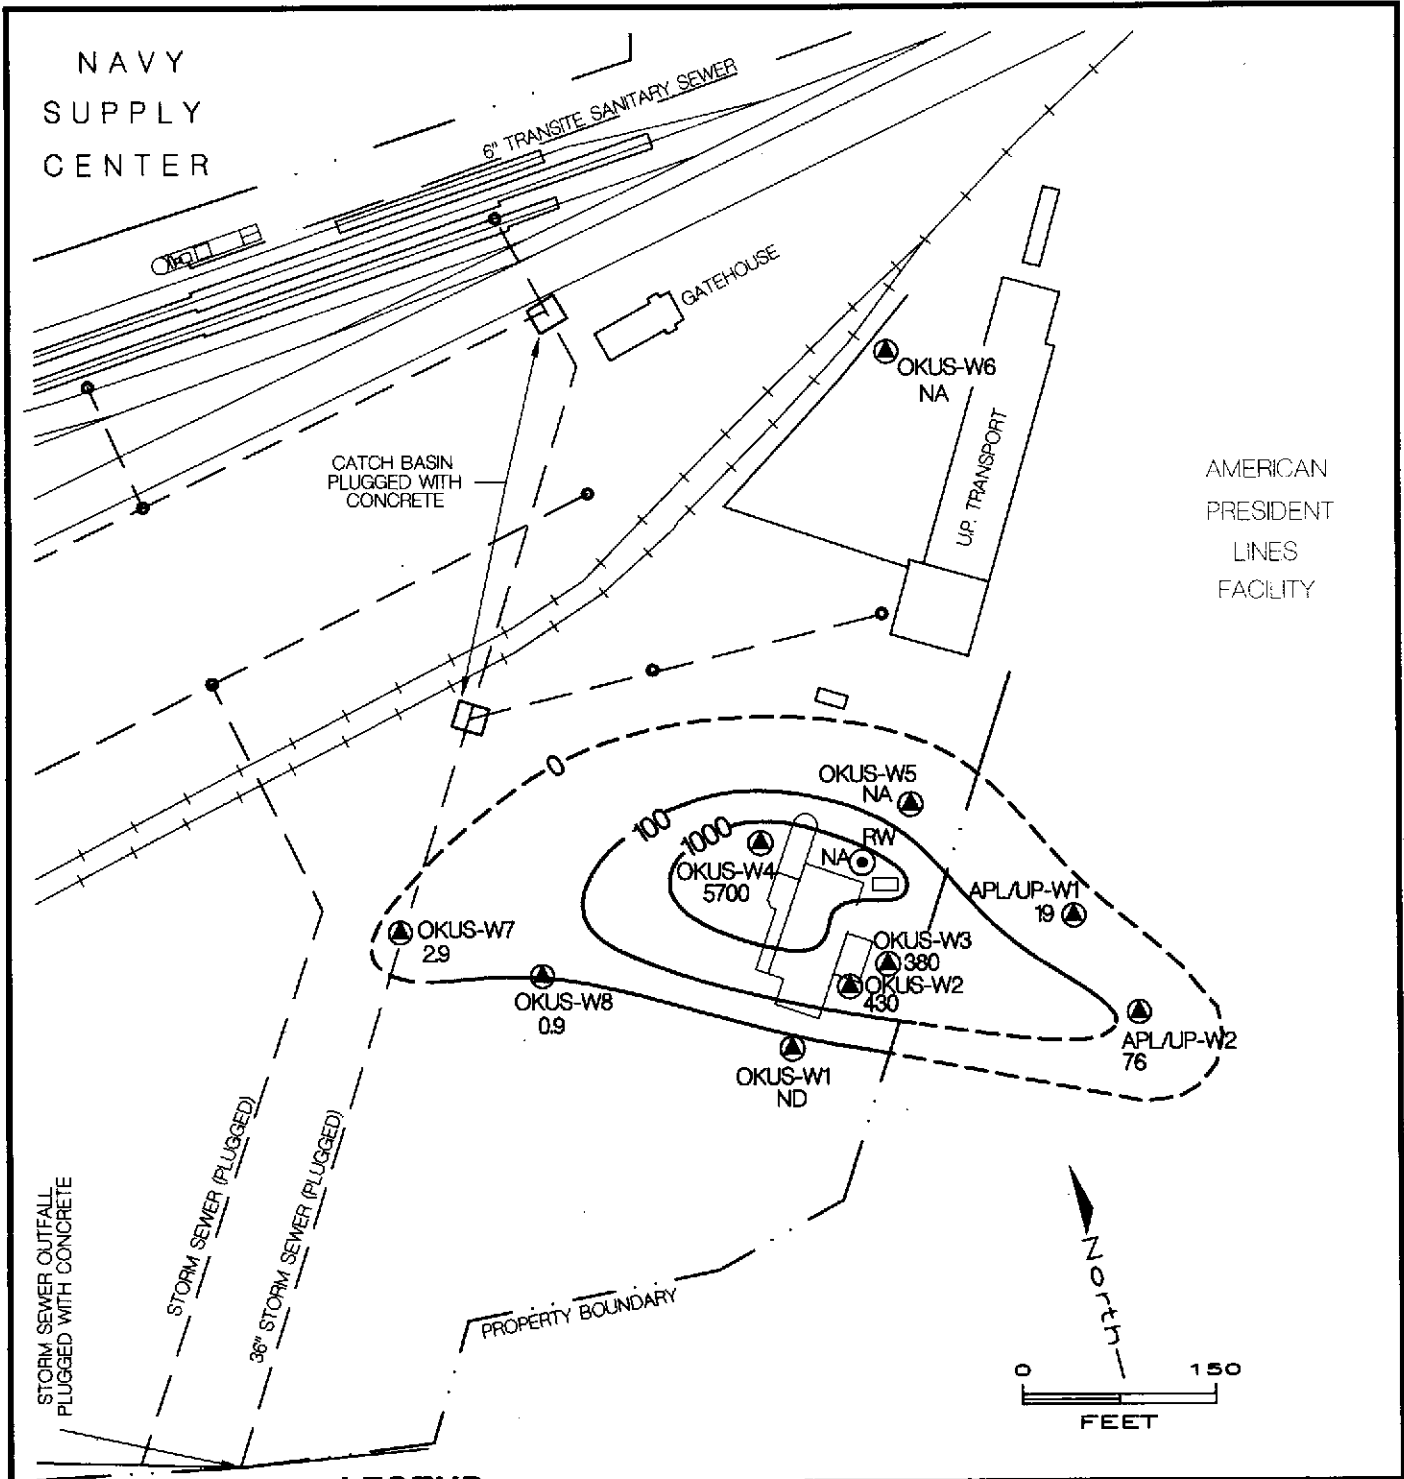 NAVY
SUPPLY
CENTER
6" TRANSITE SANITARY SEWER
GATEHOUSE
OKUS-W6
NA
CATCH BASIN
PLUGGED WITH
CONCRETE
U.P. TRANSPORT
AMERICAN
PRESIDENT
LINES
FACILITY
0
100
1000
OKUS-W5
NA
RW
NA
OKUS-W4
5700
APL/UP-W1
19
OKUS-W7
2.9
OKUS-W3
380
OKUS-W2
430
OKUS-W8
0.9
APL/UP-W2
76
OKUS-W1
ND
STORM SEWER (PLUGGED)
36" STORM SEWER (PLUGGED)
STORM SEWER OUTFALL
PLUGGED WITH CONCRETE
PROPERTY BOUNDARY
North
0 150
FEET